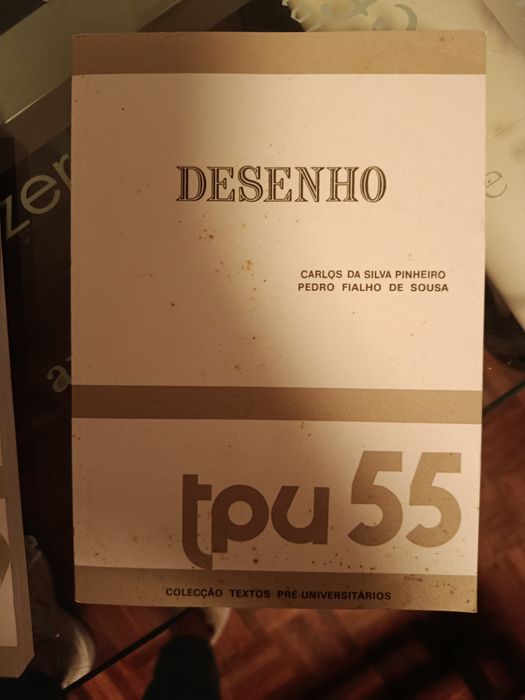 DESENHO
CARLOS DA SILVA PINHEIRO
PEDRO FIALHO DE SOUSA
tpu 55
COLECÇÃO TEXTOS PRÉ-UNIVERSITÁRIOS